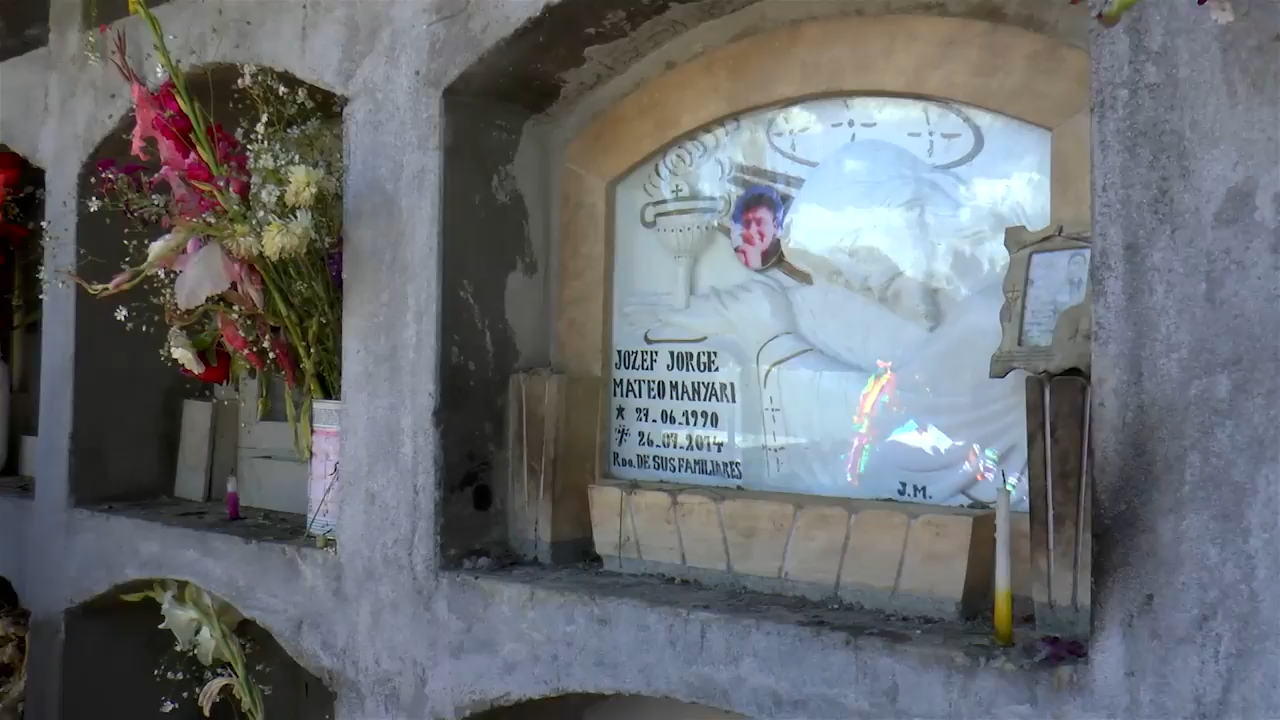 JOZEF JORGE
MATEO MANYARI
27.06.1990
26.07.2014
Rdo. DE SUS FAMILIARES
J.M.